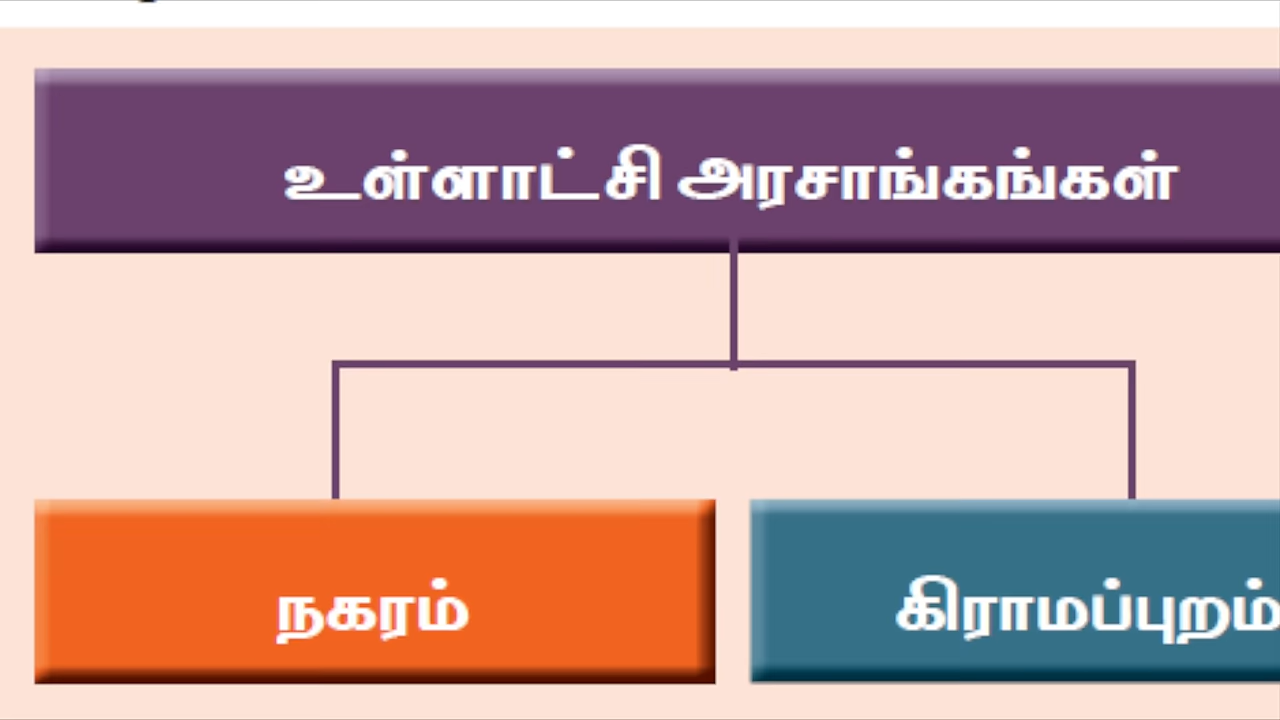 உள்ளாட்சி அரசாங்கங்கள்
நகரம்
கிராமப்புறம்